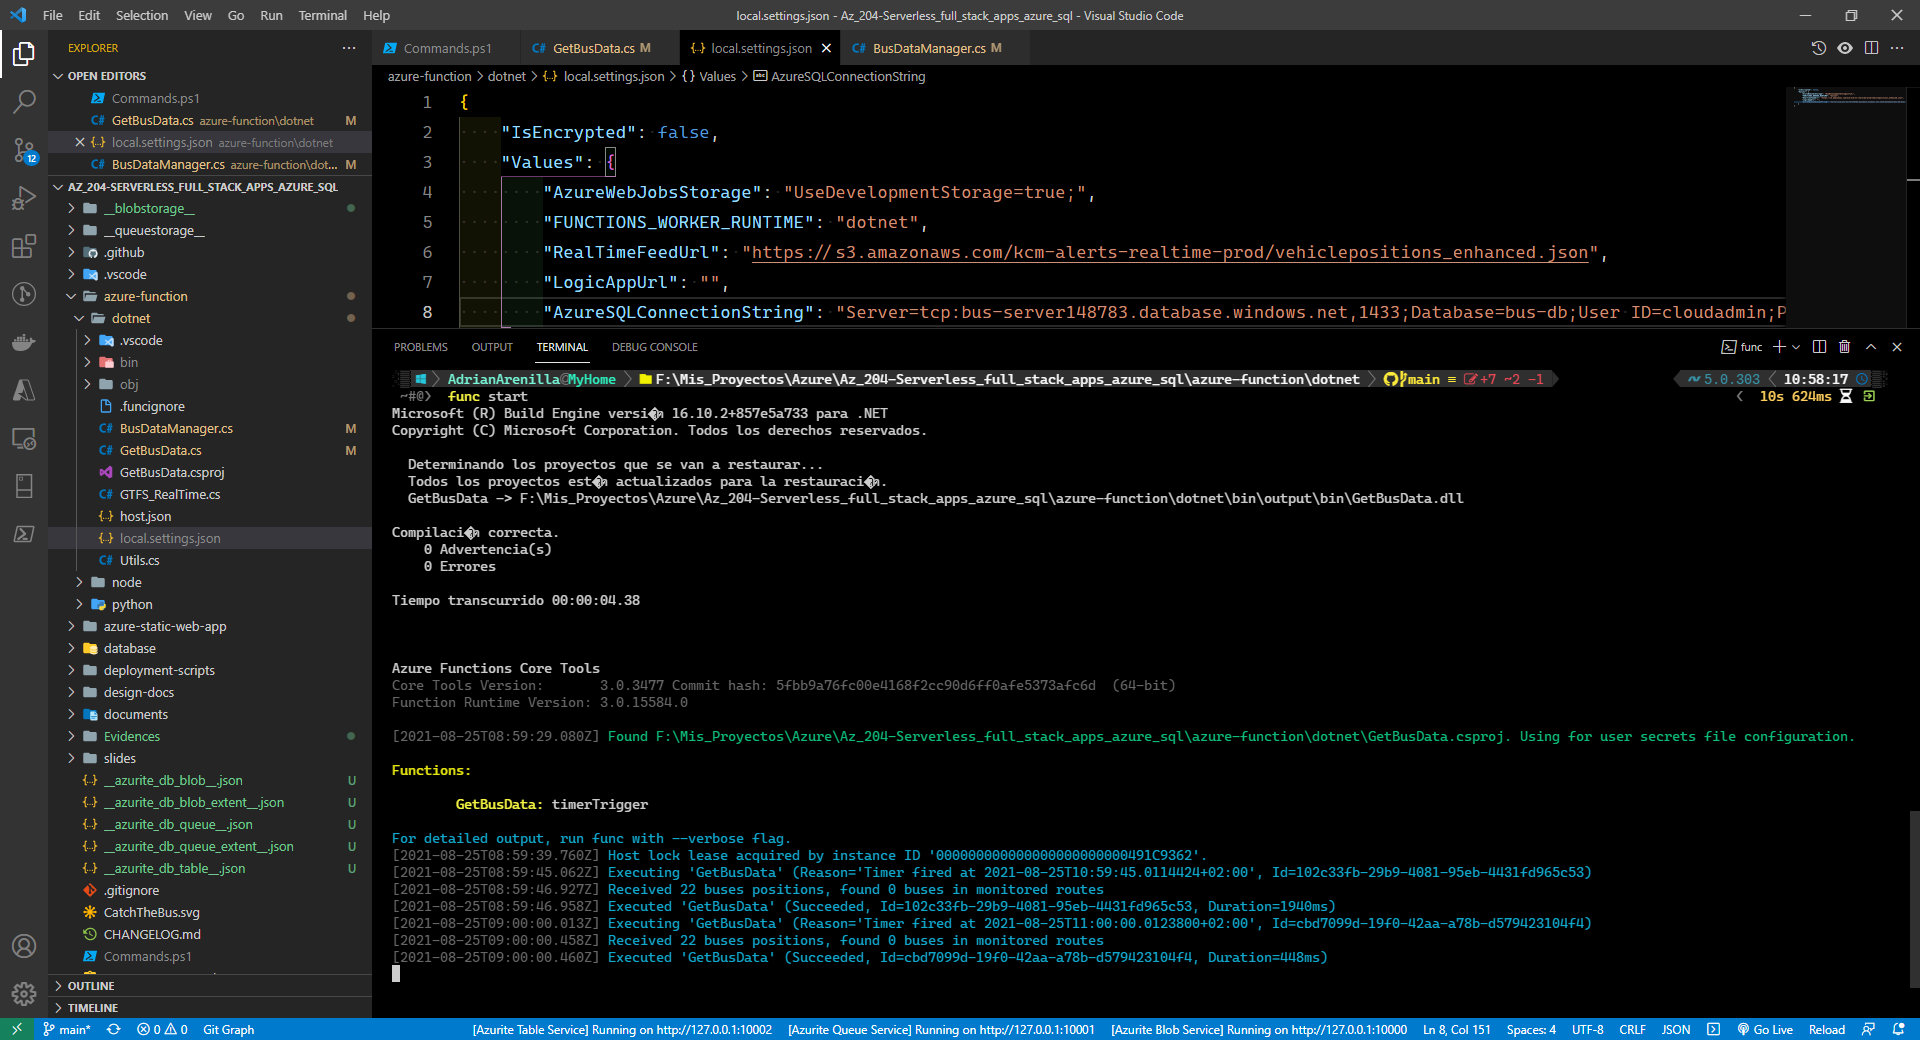 File Edit Selection View Go Run Terminal Help
local.settings.json - Az_204-Serverless_full_stack_apps_azure_sql - Visual Studio Code
EXPLORER
OPEN EDITORS
Commands.ps1
GetBusData.cs azure-function\dotnet M
local.settings.json azure-function\dotnet
BusDataManager.cs azure-function\dot... M
AZ_204-SERVERLESS_FULL_STACK_APPS_AZURE_SQL
__blobstorage__
__queuestorage__
.github
.vscode
azure-function
dotnet
.vscode
bin
obj
.funcignore
BusDataManager.cs M
GetBusData.cs M
GetBusData.csproj
GTFS_RealTime.cs
host.json
local.settings.json
Utils.cs
node
python
azure-static-web-app
database
deployment-scripts
design-docs
documents
Evidences
slides
__azurite_db_blob__.json U
__azurite_db_blob_extent__.json U
__azurite_db_queue__.json U
__azurite_db_queue_extent__.json U
__azurite_db_table__.json U
.gitignore
CatchTheBus.svg
CHANGELOG.md
Commands.ps1
OUTLINE
TIMELINE
12
Commands.ps1
GetBusData.cs M
local.settings.json
BusDataManager.cs M
azure-function > dotnet > local.settings.json > Values > AzureSQLConnectionString
1 {
2 "IsEncrypted": false,
3 "Values": {
4 "AzureWebJobsStorage": "UseDevelopmentStorage=true;",
5 "FUNCTIONS_WORKER_RUNTIME": "dotnet",
6 "RealTimeFeedUrl": "https://s3.amazonaws.com/kcm-alerts-realtime-prod/vehiclepositions_enhanced.json",
7 "LogicAppUrl": "",
8 "AzureSQLConnectionString": "Server=tcp:bus-server148783.database.windows.net,1433;Database=bus-db;User ID=cloudadmin;P
PROBLEMS OUTPUT TERMINAL DEBUG CONSOLE
func
AdrianArenilla@MyHome F:\Mis_Proyectos\Azure\Az_204-Serverless_full_stack_apps_azure_sql\azure-function\dotnet main ≡ +7 ~2 -1 5.0.303 10:58:17
~#@> func start 10s 624ms
Microsoft (R) Build Engine versi�n 16.10.2+857e5a733 para .NET
Copyright (C) Microsoft Corporation. Todos los derechos reservados.
Determinando los proyectos que se van a restaurar...
Todos los proyectos est�n actualizados para la restauraci�n.
GetBusData -> F:\Mis_Proyectos\Azure\Az_204-Serverless_full_stack_apps_azure_sql\azure-function\dotnet\bin\output\bin\GetBusData.dll
Compilaci�n correcta.
0 Advertencia(s)
0 Errores
Tiempo transcurrido 00:00:04.38
Azure Functions Core Tools
Core Tools Version: 3.0.3477 Commit hash: 5fbb9a76fc00e4168f2cc90d6ff0afe5373afc6d (64-bit)
Function Runtime Version: 3.0.15584.0
[2021-08-25T08:59:29.080Z] Found F:\Mis_Proyectos\Azure\Az_204-Serverless_full_stack_apps_azure_sql\azure-function\dotnet\GetBusData.csproj. Using for user secrets file configuration.
Functions:
GetBusData: timerTrigger
For detailed output, run func with --verbose flag.
[2021-08-25T08:59:39.760Z] Host lock lease acquired by instance ID '000000000000000000000000491C9362'.
[2021-08-25T08:59:45.062Z] Executing 'GetBusData' (Reason='Timer fired at 2021-08-25T10:59:45.0114424+02:00', Id=102c33fb-29b9-4081-95eb-4431fd965c53)
[2021-08-25T08:59:46.927Z] Received 22 buses positions, found 0 buses in monitored routes
[2021-08-25T08:59:46.958Z] Executed 'GetBusData' (Succeeded, Id=102c33fb-29b9-4081-95eb-4431fd965c53, Duration=1940ms)
[2021-08-25T09:00:00.013Z] Executing 'GetBusData' (Reason='Timer fired at 2021-08-25T11:00:00.0123800+02:00', Id=cbd7099d-19f0-42aa-a78b-d579423104f4)
[2021-08-25T09:00:00.458Z] Received 22 buses positions, found 0 buses in monitored routes
[2021-08-25T09:00:00.460Z] Executed 'GetBusData' (Succeeded, Id=cbd7099d-19f0-42aa-a78b-d579423104f4, Duration=448ms)
main* 0 0 Git Graph [Azurite Table Service] Running on http://127.0.0.1:10002 [Azurite Queue Service] Running on http://127.0.0.1:10001 [Azurite Blob Service] Running on http://127.0.0.1:10000 Ln 8, Col 151 Spaces: 4 UTF-8 CRLF JSON Go Live Reload